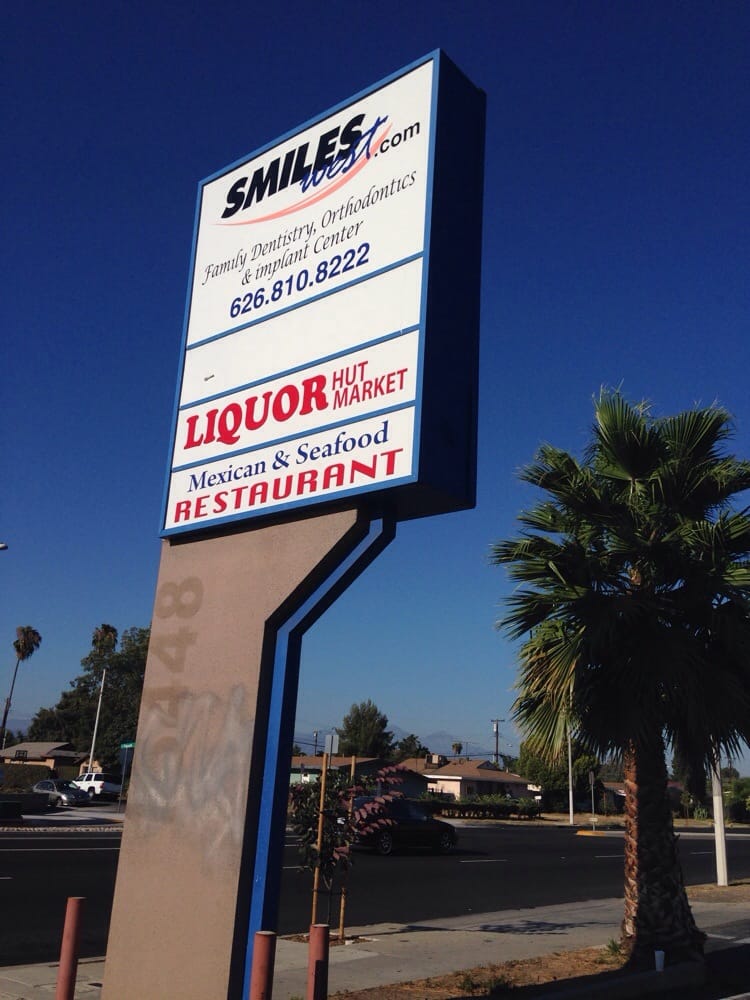 SMILES west.com
Family Dentistry, Orthodontics
& implant Center
626.810.8222
LIQUOR HUT
MARKET
Mexican & Seafood
RESTAURANT